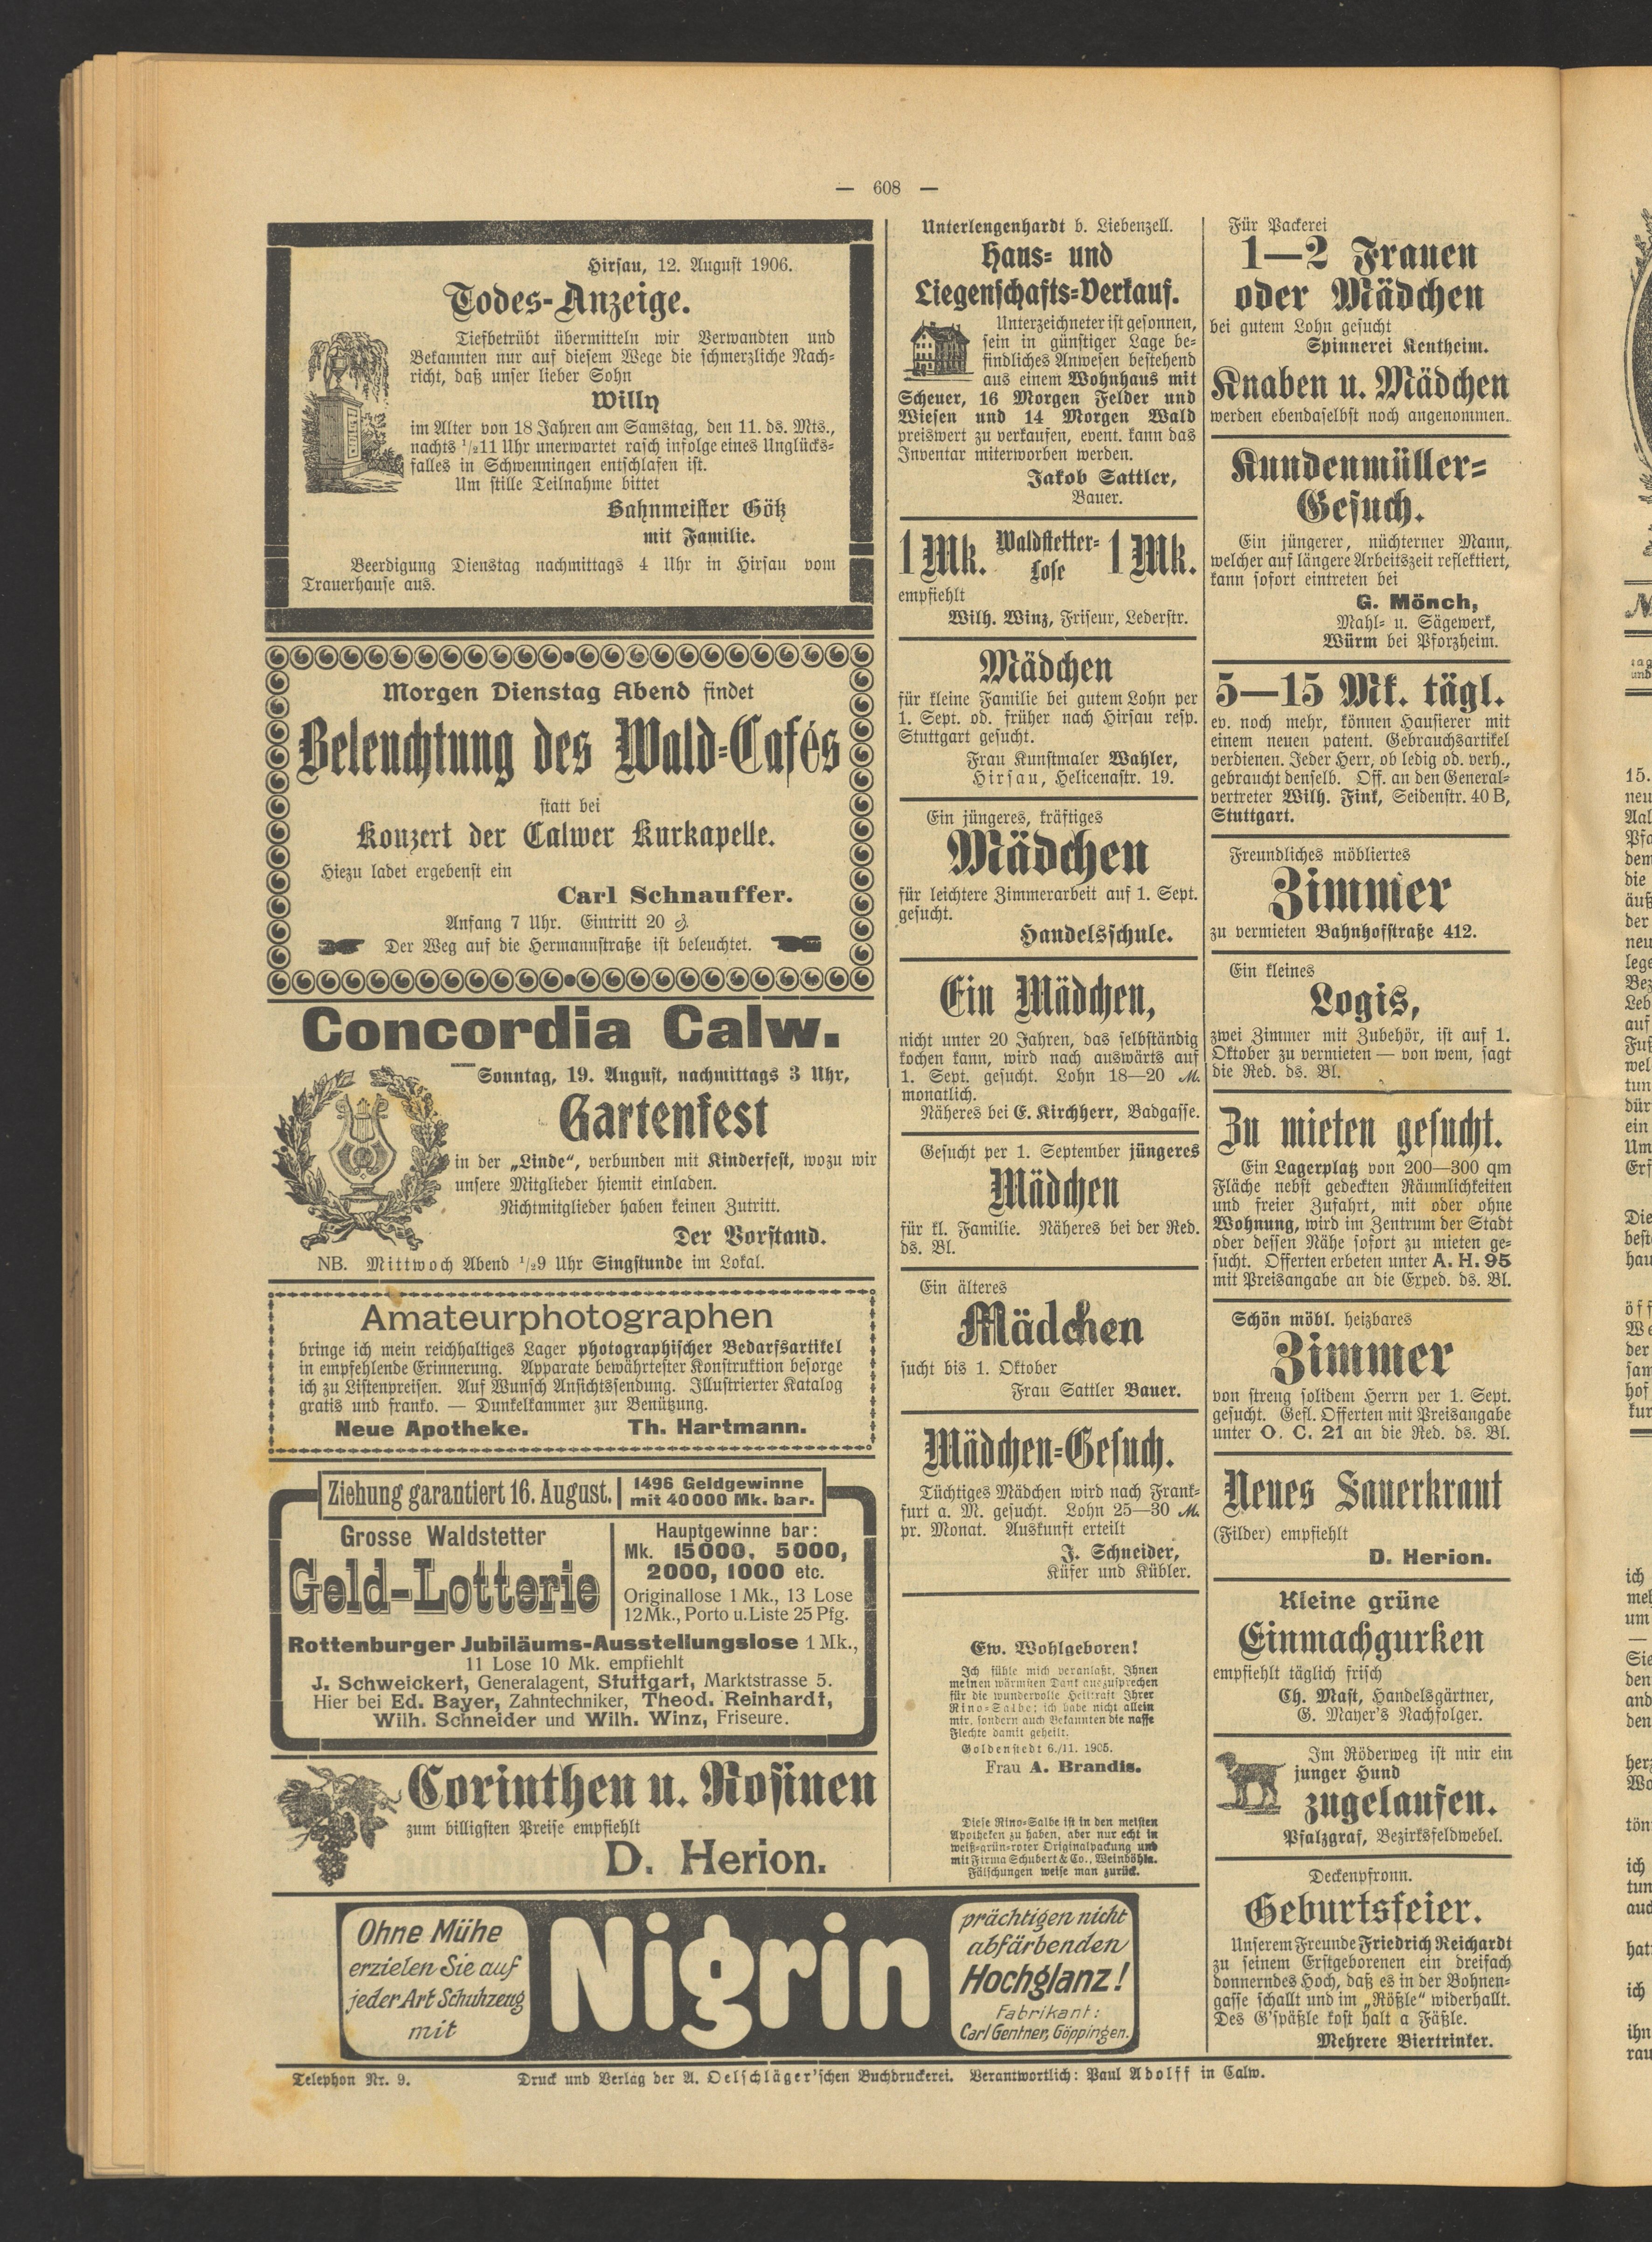 — 608 —
Hirsau, 12. August 1906.
Todes-Anzeige.
Tiefbetrübt übermitteln wir Verwandten und
Bekannten nur auf diesem Wege die schmerzliche Nach-
richt, daß unser lieber Sohn
Willy
im Alter von 18 Jahren am Samstag, den 11. ds. Mts.,
nachts 1/211 Uhr unerwartet rasch infolge eines Unglücks-
falles in Schwenningen entschlafen ist.
Um stille Teilnahme bittet
Bahnmeister Götz
mit Familie.
Beerdigung Dienstag nachmittags 4 Uhr in Hirsau vom
Trauerhause aus.
Morgen Dienstag Abend findet
Beleuchtung des Wald-Cafés
statt bei
Konzert der Calwer Kurkapelle.
Hiezu ladet ergebenst ein
Carl Schnauffer.
Anfang 7 Uhr. Eintritt 20 ₰.
Der Weg auf die Hermannstraße ist beleuchtet.
Concordia Calw.
Sonntag, 19. August, nachmittags 3 Uhr,
Gartenfest
in der „Linde“, verbunden mit Kinderfest, wozu wir
unsere Mitglieder hiemit einladen.
Nichtmitglieder haben keinen Zutritt.
Der Vorstand.
NB. Mittwoch Abend 1/29 Uhr Singstunde im Lokal.
Amateurphotographen
bringe ich mein reichhaltiges Lager photographischer Bedarfsartikel
in empfehlende Erinnerung. Apparate bewährtester Konstruktion besorge
ich zu Listenpreisen. Auf Wunsch Ansichtssendung. Illustrierter Katalog
gratis und franko. — Dunkelkammer zur Benützung.
Neue Apotheke. Th. Hartmann.
Ziehung garantiert 16. August.
1496 Geldgewinne
mit 40000 Mk. bar.
Grosse Waldstetter
Geld-Lotterie
Hauptgewinne bar:
Mk. 15000, 5000,
2000, 1000 etc.
Originallose 1 Mk., 13 Lose
12 Mk., Porto u. Liste 25 Pfg.
Rottenburger Jubiläums-Ausstellungslose 1 Mk.,
11 Lose 10 Mk. empfiehlt
J. Schweickert, Generalagent, Stuttgart, Marktstrasse 5.
Hier bei Ed. Bayer, Zahntechniker, Theod. Reinhardt,
Wilh. Schneider und Wilh. Winz, Friseure.
Corinthen u. Rosinen
zum billigsten Preise empfiehlt
D. Herion.
Ohne Mühe
erzielen Sie auf
jeder Art Schuhzeug
mit
Nigrin
prächtigen nicht
abfärbenden
Hochglanz!
Fabrikant:
Carl Gentner, Göppingen.
Unterlengenhardt b. Liebenzell.
Haus- und
Liegenschafts-Verkauf.
Unterzeichneter ist gesonnen,
sein in günstiger Lage be-
findliches Anwesen bestehend
aus einem Wohnhaus mit
Scheuer, 16 Morgen Felder und
Wiesen und 14 Morgen Wald
preiswert zu verkaufen, event. kann das
Inventar miterworben werden.
Jakob Sattler,
Bauer.
1 Mk. Waldstetter- 1 Mk.
Lose
empfiehlt
Wilh. Winz, Friseur, Lederstr.
Mädchen
für kleine Familie bei gutem Lohn per
1. Sept. od. früher nach Hirsau resp.
Stuttgart gesucht.
Frau Kunstmaler Wahler,
Hirsau, Helicenastr. 19.
Ein jüngeres, kräftiges
Mädchen
für leichtere Zimmerarbeit auf 1. Sept.
gesucht.
Handelsschule.
Ein Mädchen,
nicht unter 20 Jahren, das selbständig
kochen kann, wird nach auswärts auf
1. Sept. gesucht. Lohn 18—20 M.
monatlich.
Näheres bei E. Kirchherr, Badgasse.
Gesucht per 1. September jüngeres
Mädchen
für kl. Familie. Näheres bei der Red.
ds. Bl.
Ein älteres
Mädchen
sucht bis 1. Oktober
Frau Sattler Bauer.
Mädchen-Gesuch.
Tüchtiges Mädchen wird nach Frank-
furt a. M. gesucht. Lohn 25—30 M.
pr. Monat. Auskunft erteilt
J. Schneider,
Küfer und Kübler.
Ew. Wohlgeboren!
Ich fühle mich veranlaßt, Ihnen
meinen wärmsten Dank auszusprechen
für die wundervolle Heilkraft Ihrer
Rino-Salbe; ich habe nicht allein
mir, sondern auch Bekannten die nasse
Flechte damit geheilt.
Goldenstedt 6./11. 1905.
Frau A. Brandis.
Diese Rino-Salbe ist in den meisten
Apotheken zu haben, aber nur echt in
weiß-grün-roter Originalpackung und
mit Firma Schubert & Co., Weinböhla.
Fälschungen weise man zurück.
Für Packerei
1—2 Frauen
oder Mädchen
bei gutem Lohn gesucht
Spinnerei Kentheim.
Knaben u. Mädchen
werden ebendaselbst noch angenommen.
Kundenmüller-
Gesuch.
Ein jüngerer, nüchterner Mann,
welcher auf längere Arbeitszeit reflektiert,
kann sofort eintreten bei
G. Mönch,
Mahl- u. Sägewerk,
Würm bei Pforzheim.
5—15 Mk. tägl.
ev. noch mehr, können Hausierer mit
einem neuen patent. Gebrauchsartikel
verdienen. Jeder Herr, ob ledig od. verh.,
gebraucht denselb. Off. an den General-
vertreter Wilh. Fink, Seidenstr. 40 B,
Stuttgart.
Freundliches möbliertes
Zimmer
zu vermieten Bahnhofstraße 412.
Ein kleines
Logis,
zwei Zimmer mit Zubehör, ist auf 1.
Oktober zu vermieten — von wem, sagt
die Red. ds. Bl.
Zu mieten gesucht.
Ein Lagerplatz von 200—300 qm
Fläche nebst gedeckten Räumlichkeiten
und freier Zufahrt, mit oder ohne
Wohnung, wird im Zentrum der Stadt
oder dessen Nähe sofort zu mieten ge-
sucht. Offerten erbeten unter A. H. 95
mit Preisangabe an die Exped. ds. Bl.
Schön möbl. heizbares
Zimmer
von streng solidem Herrn per 1. Sept.
gesucht. Gefl. Offerten mit Preisangabe
unter O. C. 21 an die Red. ds. Bl.
Neues Sauerkraut
(Filder) empfiehlt
D. Herion.
Kleine grüne
Einmachgurken
empfiehlt täglich frisch
Ch. Mast, Handelsgärtner,
G. Mayer's Nachfolger.
Im Röderweg ist mir ein
junger Hund
zugelaufen.
Pfalzgraf, Bezirksfeldwebel.
Deckenpfronn.
Geburtsfeier.
Unserem Freunde Friedrich Reichardt
zu seinem Erstgeborenen ein dreifach
donnerndes Hoch, daß es in der Bohnen-
gasse schallt und im „Rößle“ widerhallt.
Des G'späßle kost halt a Fäßle.
Mehrere Biertrinker.
Telephon Nr. 9. Druck und Verlag der A. Oelschläger'schen Buchdruckerei. Verantwortlich: Paul Adolff in Calw.